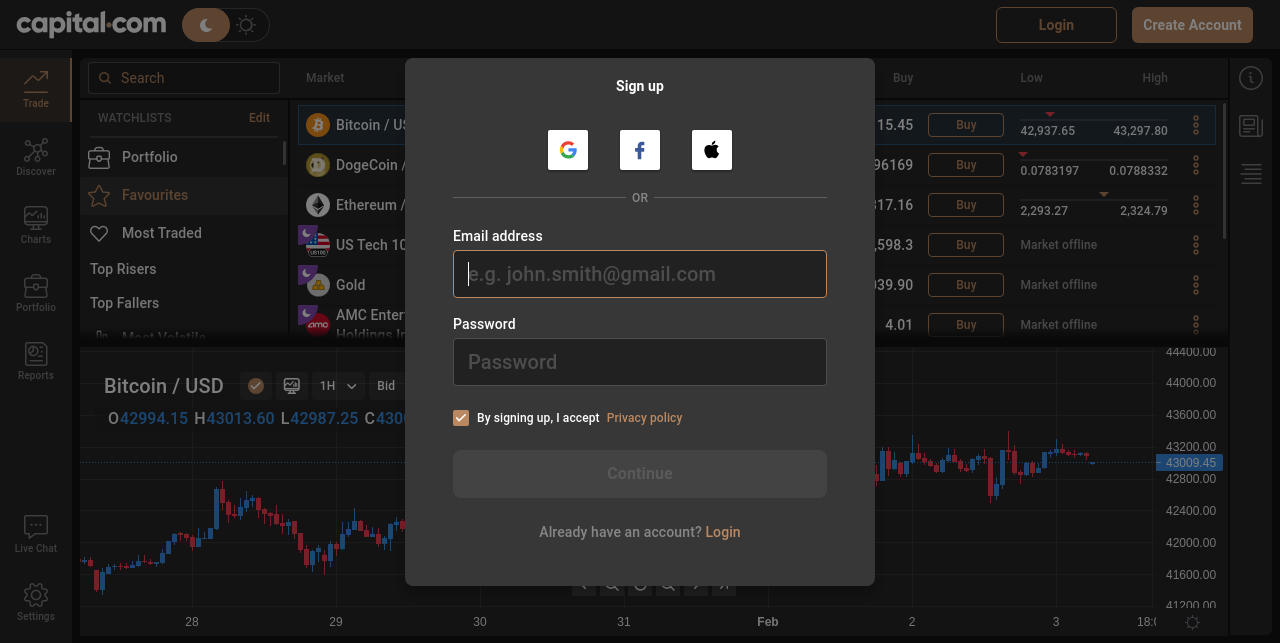 capital.com
Login
Create Account
Trade
Discover
Charts
Portfolio
Reports
Live Chat
Settings
Search
WATCHLISTS Edit
Portfolio
Favourites
Most Traded
Top Risers
Top Fallers
Most Volatile
Market Buy Low High
Bitcoin / US 15.45 Buy 42,937.65 43,297.80
DogeCoin / 96169 Buy 0.0783197 0.0788332
Ethereum / 317.16 Buy 2,293.27 2,324.79
US Tech 10 ,598.3 Buy Market offline
Gold 39.90 Buy Market offline
AMC Enter
Holdings In 4.01 Buy Market offline
Sign up
OR
Email address
e.g. john.smith@gmail.com
Password
Password
By signing up, I accept Privacy policy
Continue
Already have an account? Login
Bitcoin / USD 1H Bid
O42994.15 H43013.60 L42987.25 C4300
44400.00
44000.00
43600.00
43200.00
43009.45
42800.00
42400.00
42000.00
41600.00
41200.00
28 29 30 31 Feb 2 3 18:0